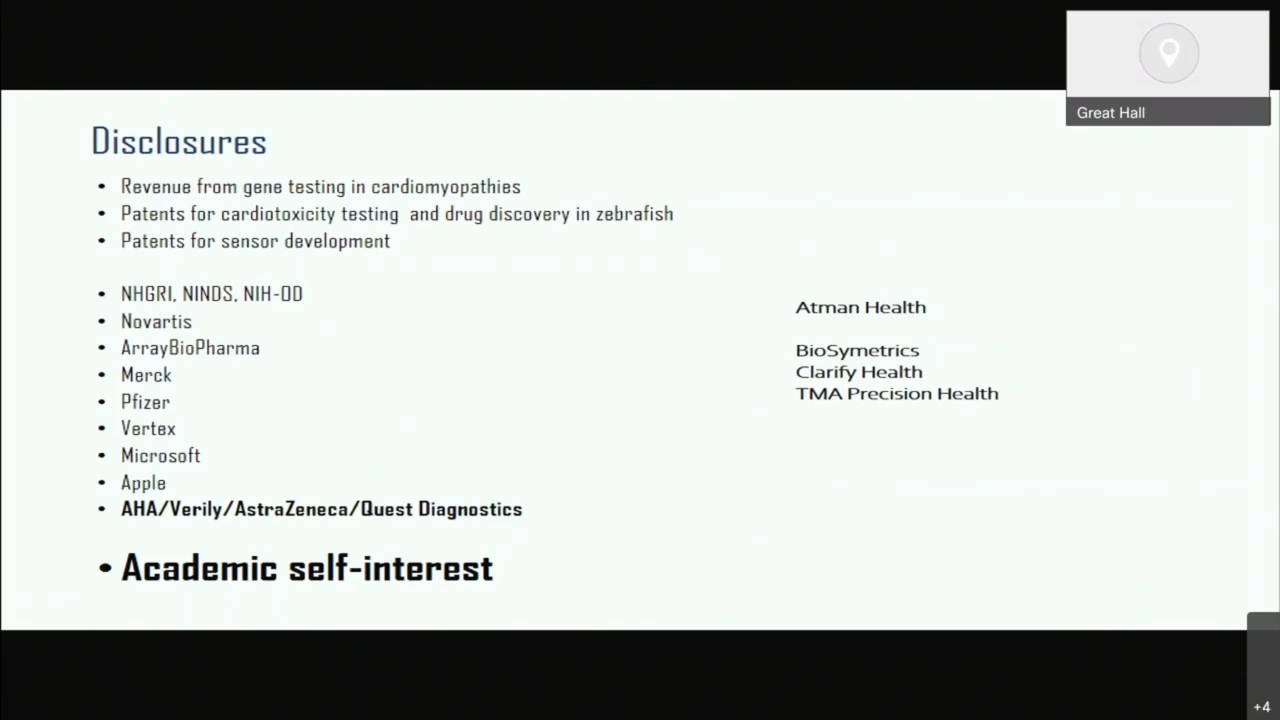 Great Hall
Disclosures
• Revenue from gene testing in cardiomyopathies
• Patents for cardiotoxicity testing and drug discovery in zebrafish
• Patents for sensor development
• NHGRI, NINDS, NIH-OD
• Novartis
• ArrayBioPharma
• Merck
• Pfizer
• Vertex
• Microsoft
• Apple
• AHA/Verily/AstraZeneca/Quest Diagnostics
• Academic self-interest
Atman Health
BioSymetrics
Clarify Health
TMA Precision Health
+4